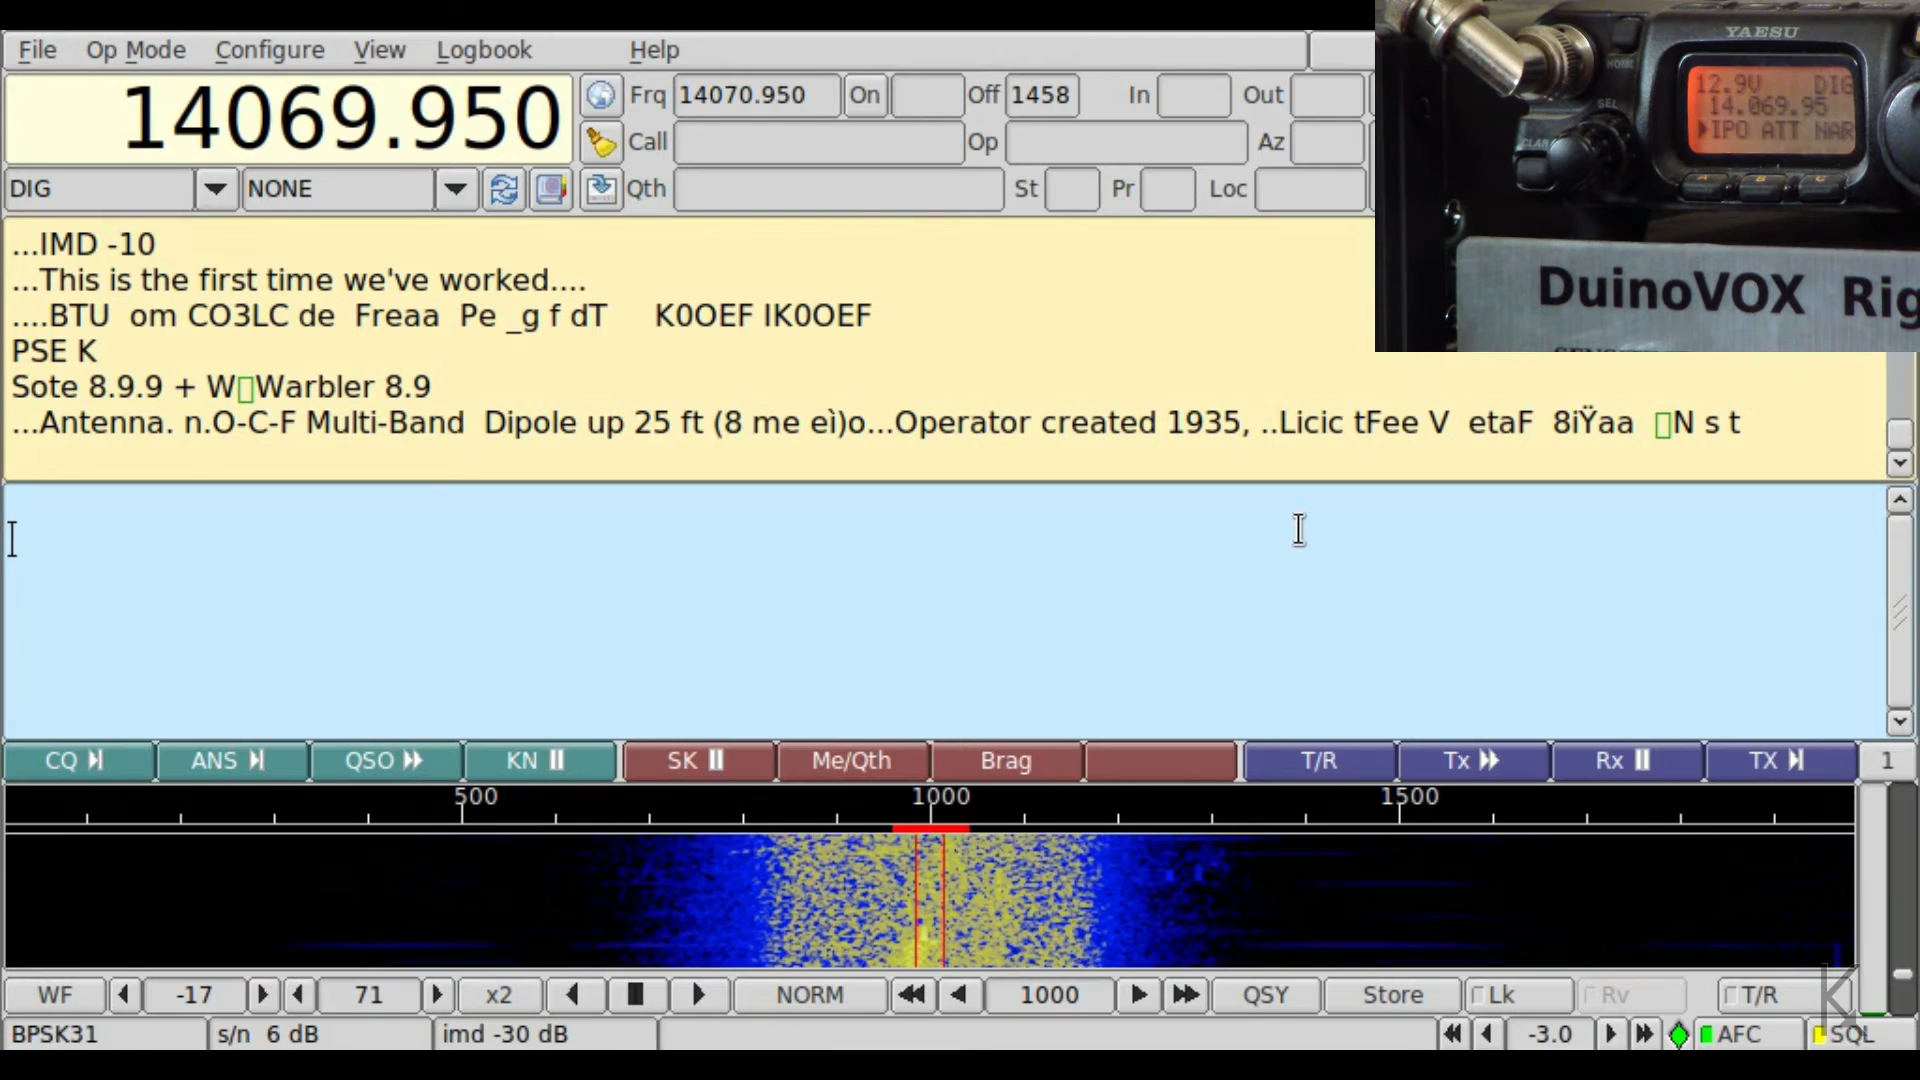 File Op Mode Configure View Logbook Help
14069.950
Frq 14070.950 On Off 1458 In Out
Call Op Az
DIG NONE Qth St Pr Loc
YAESU
HOME
SEL
CLAR
12.9V DIG
14.069.95
IPO ATT NAR
A B C
DuinoVOX Rig
...IMD -10
...This is the first time we've worked....
....BTU om CO3LC de Freaa Pe _g f dT K0OEF IK0OEF
PSE K
Sote 8.9.9 + W▯Warbler 8.9
...Antenna. n.O-C-F Multi-Band Dipole up 25 ft (8 me eì)o...Operator created 1935, ..Licic tFee V etaF 8iŸaa ▯N s t
CQ ANS QSO KN SK Me/Qth Brag T/R Tx Rx TX 1
500 1000 1500
WF -17 71 x2 NORM 1000 QSY Store Lk Rv T/R
BPSK31 s/n 6 dB imd -30 dB -3.0 AFC SQL
K